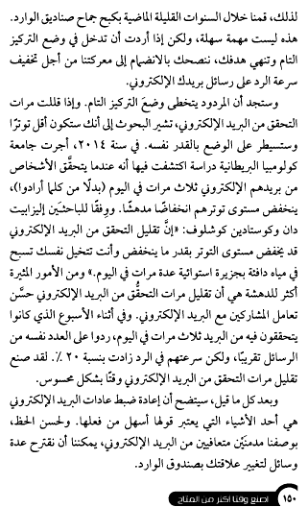 لذلك، قمنا خلال السنوات القليلة الماضية بكبح جماح صناديق الوارد.
هذه ليست مهمة سهلة، ولكن إذا أردت أن تدخل في وضع التركيز
التام وتنهي هدفك، ننصحك بالانضمام إلى معركتنا من أجل تخفيف
سرعة الرد على رسائل بريدك الإلكتروني.
وستجد أن المردود يتخطى وضع التركيز التام. وإذا قللت مرات
التحقق من البريد الإلكتروني، تشير البحوث إلى أنك ستكون أقل توترًا
وستسيطر على الوضع بالقدر نفسه. في سنة ٢٠١٤، أجرت جامعة
كولومبيا البريطانية دراسة اكتشفت فيها أنه عندما يتحقَّق الأشخاص
من بريدهم الإلكتروني ثلاث مرات في اليوم (بدلًا من كلما أرادوا)،
ينخفض مستوى توترهم انخفاضًا مدهشًا. ووفقًا للباحثَين إليزابيت
دان وكوستادين كوشلوف: «إنَّ تقليل مرات التحقق من البريد الإلكتروني
قد يخفض مستوى التوتر بقدر ما ينخفض وأنت تتخيل نفسك تسبح
في مياه دافئة بجزيرة استوائية عدة مرات في اليوم.» ومن الأمور المثيرة
أكثر للدهشة هي أن تقليل مرات التحقُّق من البريد الإلكتروني حسَّن
تعامل المشاركين مع البريد الإلكتروني. وفي أثناء الأسبوع الذي كانوا
يتحققون فيه من البريد ثلاث مرات في اليوم، ردوا على العدد نفسه من
الرسائل تقريبًا، ولكن سرعتهم في الرد زادت بنسبة ٢٠ ٪. لقد صنع
تقليل مرات التحقق من البريد الإلكتروني وقتًا بشكل محسوس.
وبعد كل ما قيل، سيتضح أن إعادة ضبط عادات البريد الإلكتروني
هي أحد الأشياء التي يعتبر قولها أسهل من فعلها. ولحسن الحظ،
بوصفنا مدمنَيْن متعافيين من البريد الإلكتروني، يمكننا أن نقترح عدة
وسائل لتغيير علاقتك بصندوق الوارد.
١٥٠ اصنع وقتًا أكثر من المتاح